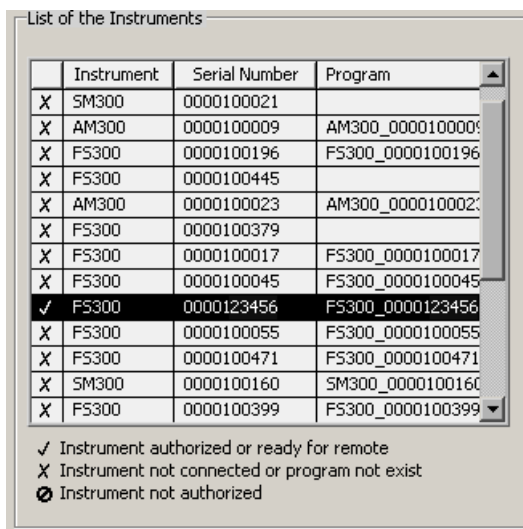 List of the Instruments
Instrument Serial Number Program
X SM300 0000100021
X AM300 0000100009 AM300_0000100009
X FS300 0000100196 FS300_0000100196
X FS300 0000100445
X AM300 0000100023 AM300_0000100023
X FS300 0000100379
X FS300 0000100017 FS300_0000100017
X FS300 0000100045 FS300_0000100045
✓ FS300 0000123456 FS300_0000123456
X FS300 0000100055 FS300_0000100055
X FS300 0000100471 FS300_0000100471
X SM300 0000100160 SM300_0000100160
X FS300 0000100399 FS300_0000100399
✓ Instrument authorized or ready for remote
X Instrument not connected or program not exist
Instrument not authorized